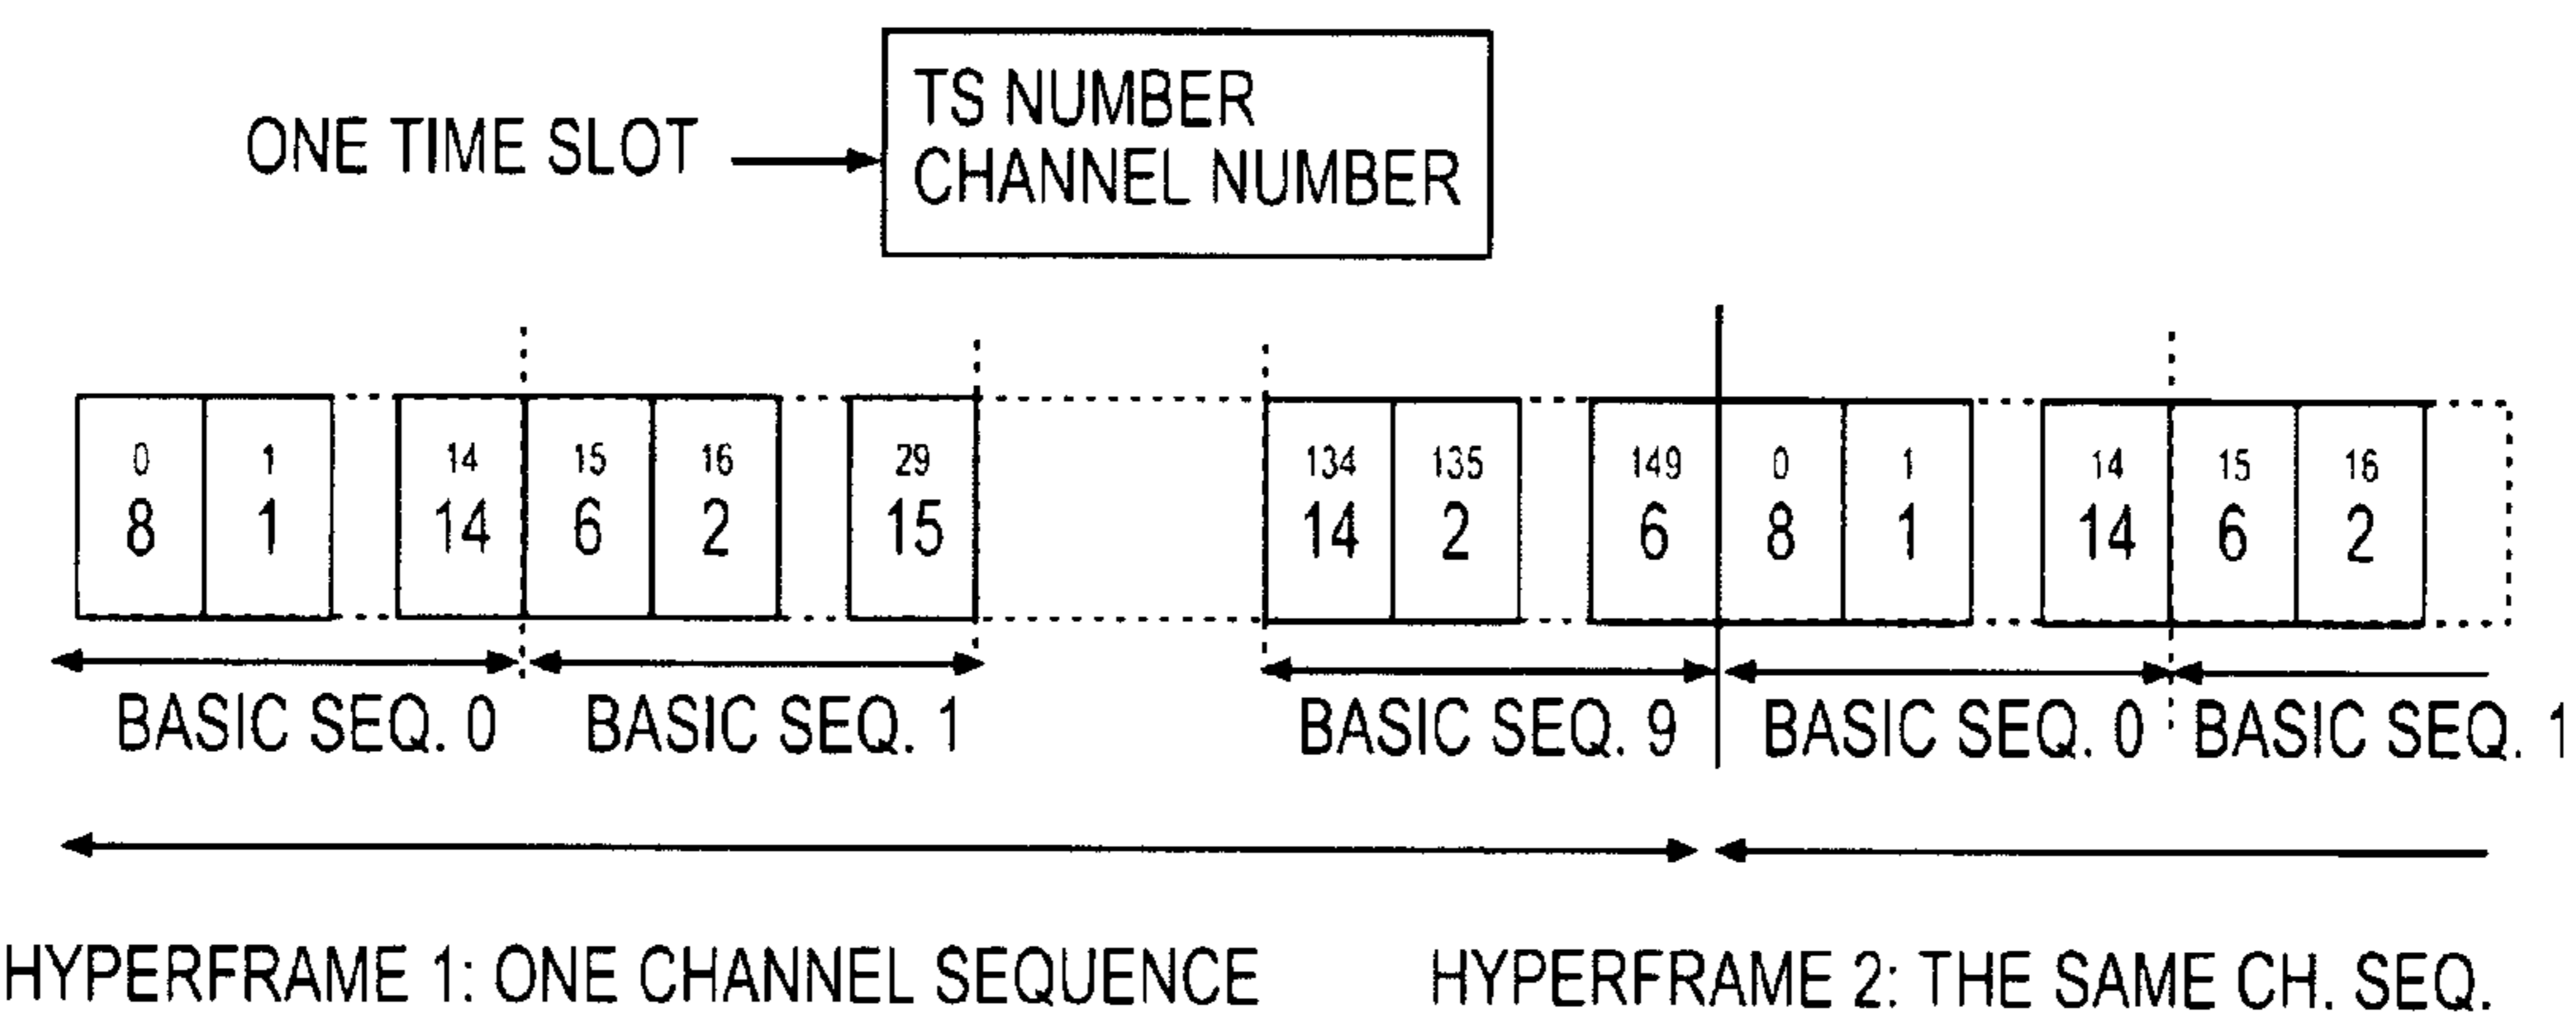 TS NUMBER
ONE TIME SLOT
CHANNEL NUMBER
0 1 14 15 16 29 134 135 149 0 1 14 15 16
8 1 14 6 2 15 14 2 6 8 1 14 6 2
BASIC SEQ. 0 BASIC SEQ. 1 BASIC SEQ. 9 BASIC SEQ. 0 BASIC SEQ. 1
HYPERFRAME 1: ONE CHANNEL SEQUENCE HYPERFRAME 2: THE SAME CH. SEQ.